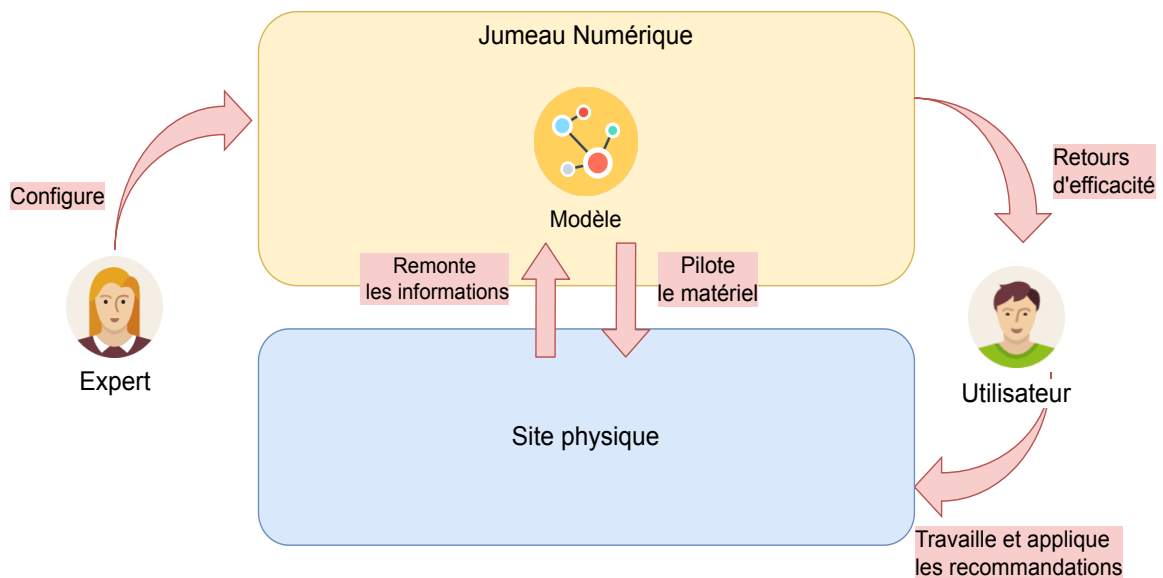 Jumeau Numérique
Configure
Retours
d'efficacité
Modèle
Remonte
les informations
Pilote
le matériel
Expert
Utilisateur
Site physique
Travaille et applique
les recommandations